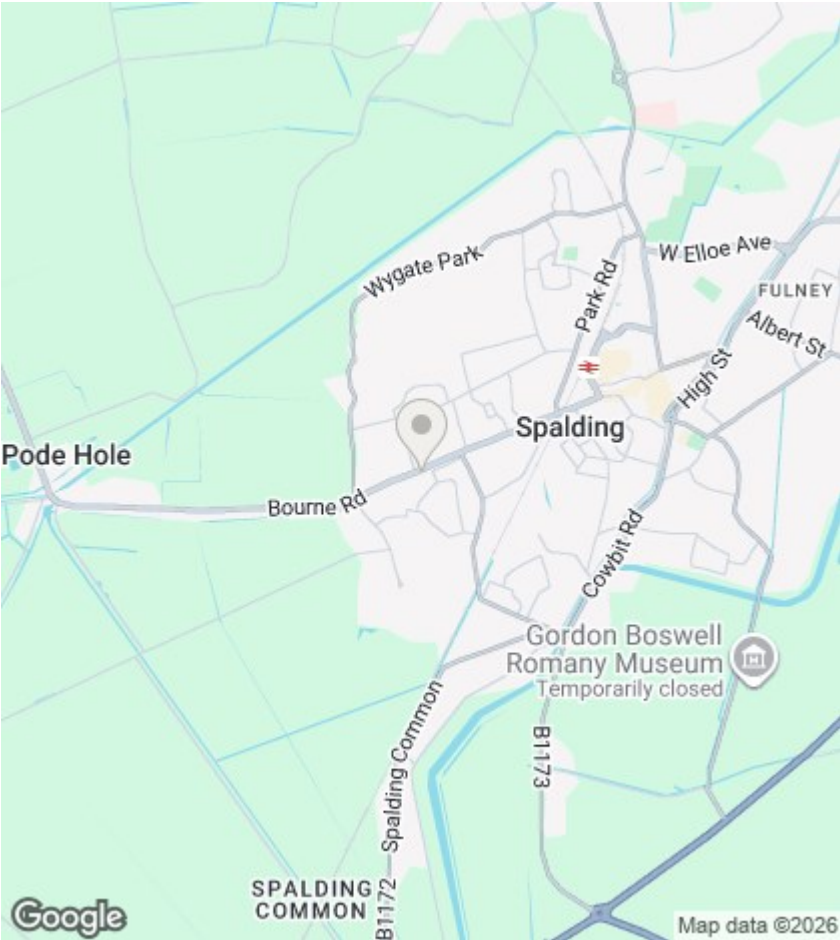 Wygate Park
W Elloe Ave
Park Rd
FULNEY
Albert St
High St
Spalding
Pode Hole
Bourne Rd
Cowbit Rd
Gordon Boswell
Romany Museum
Temporarily closed
Spalding Common
B1173
SPALDING
COMMON
B1172
Google
Map data ©2026